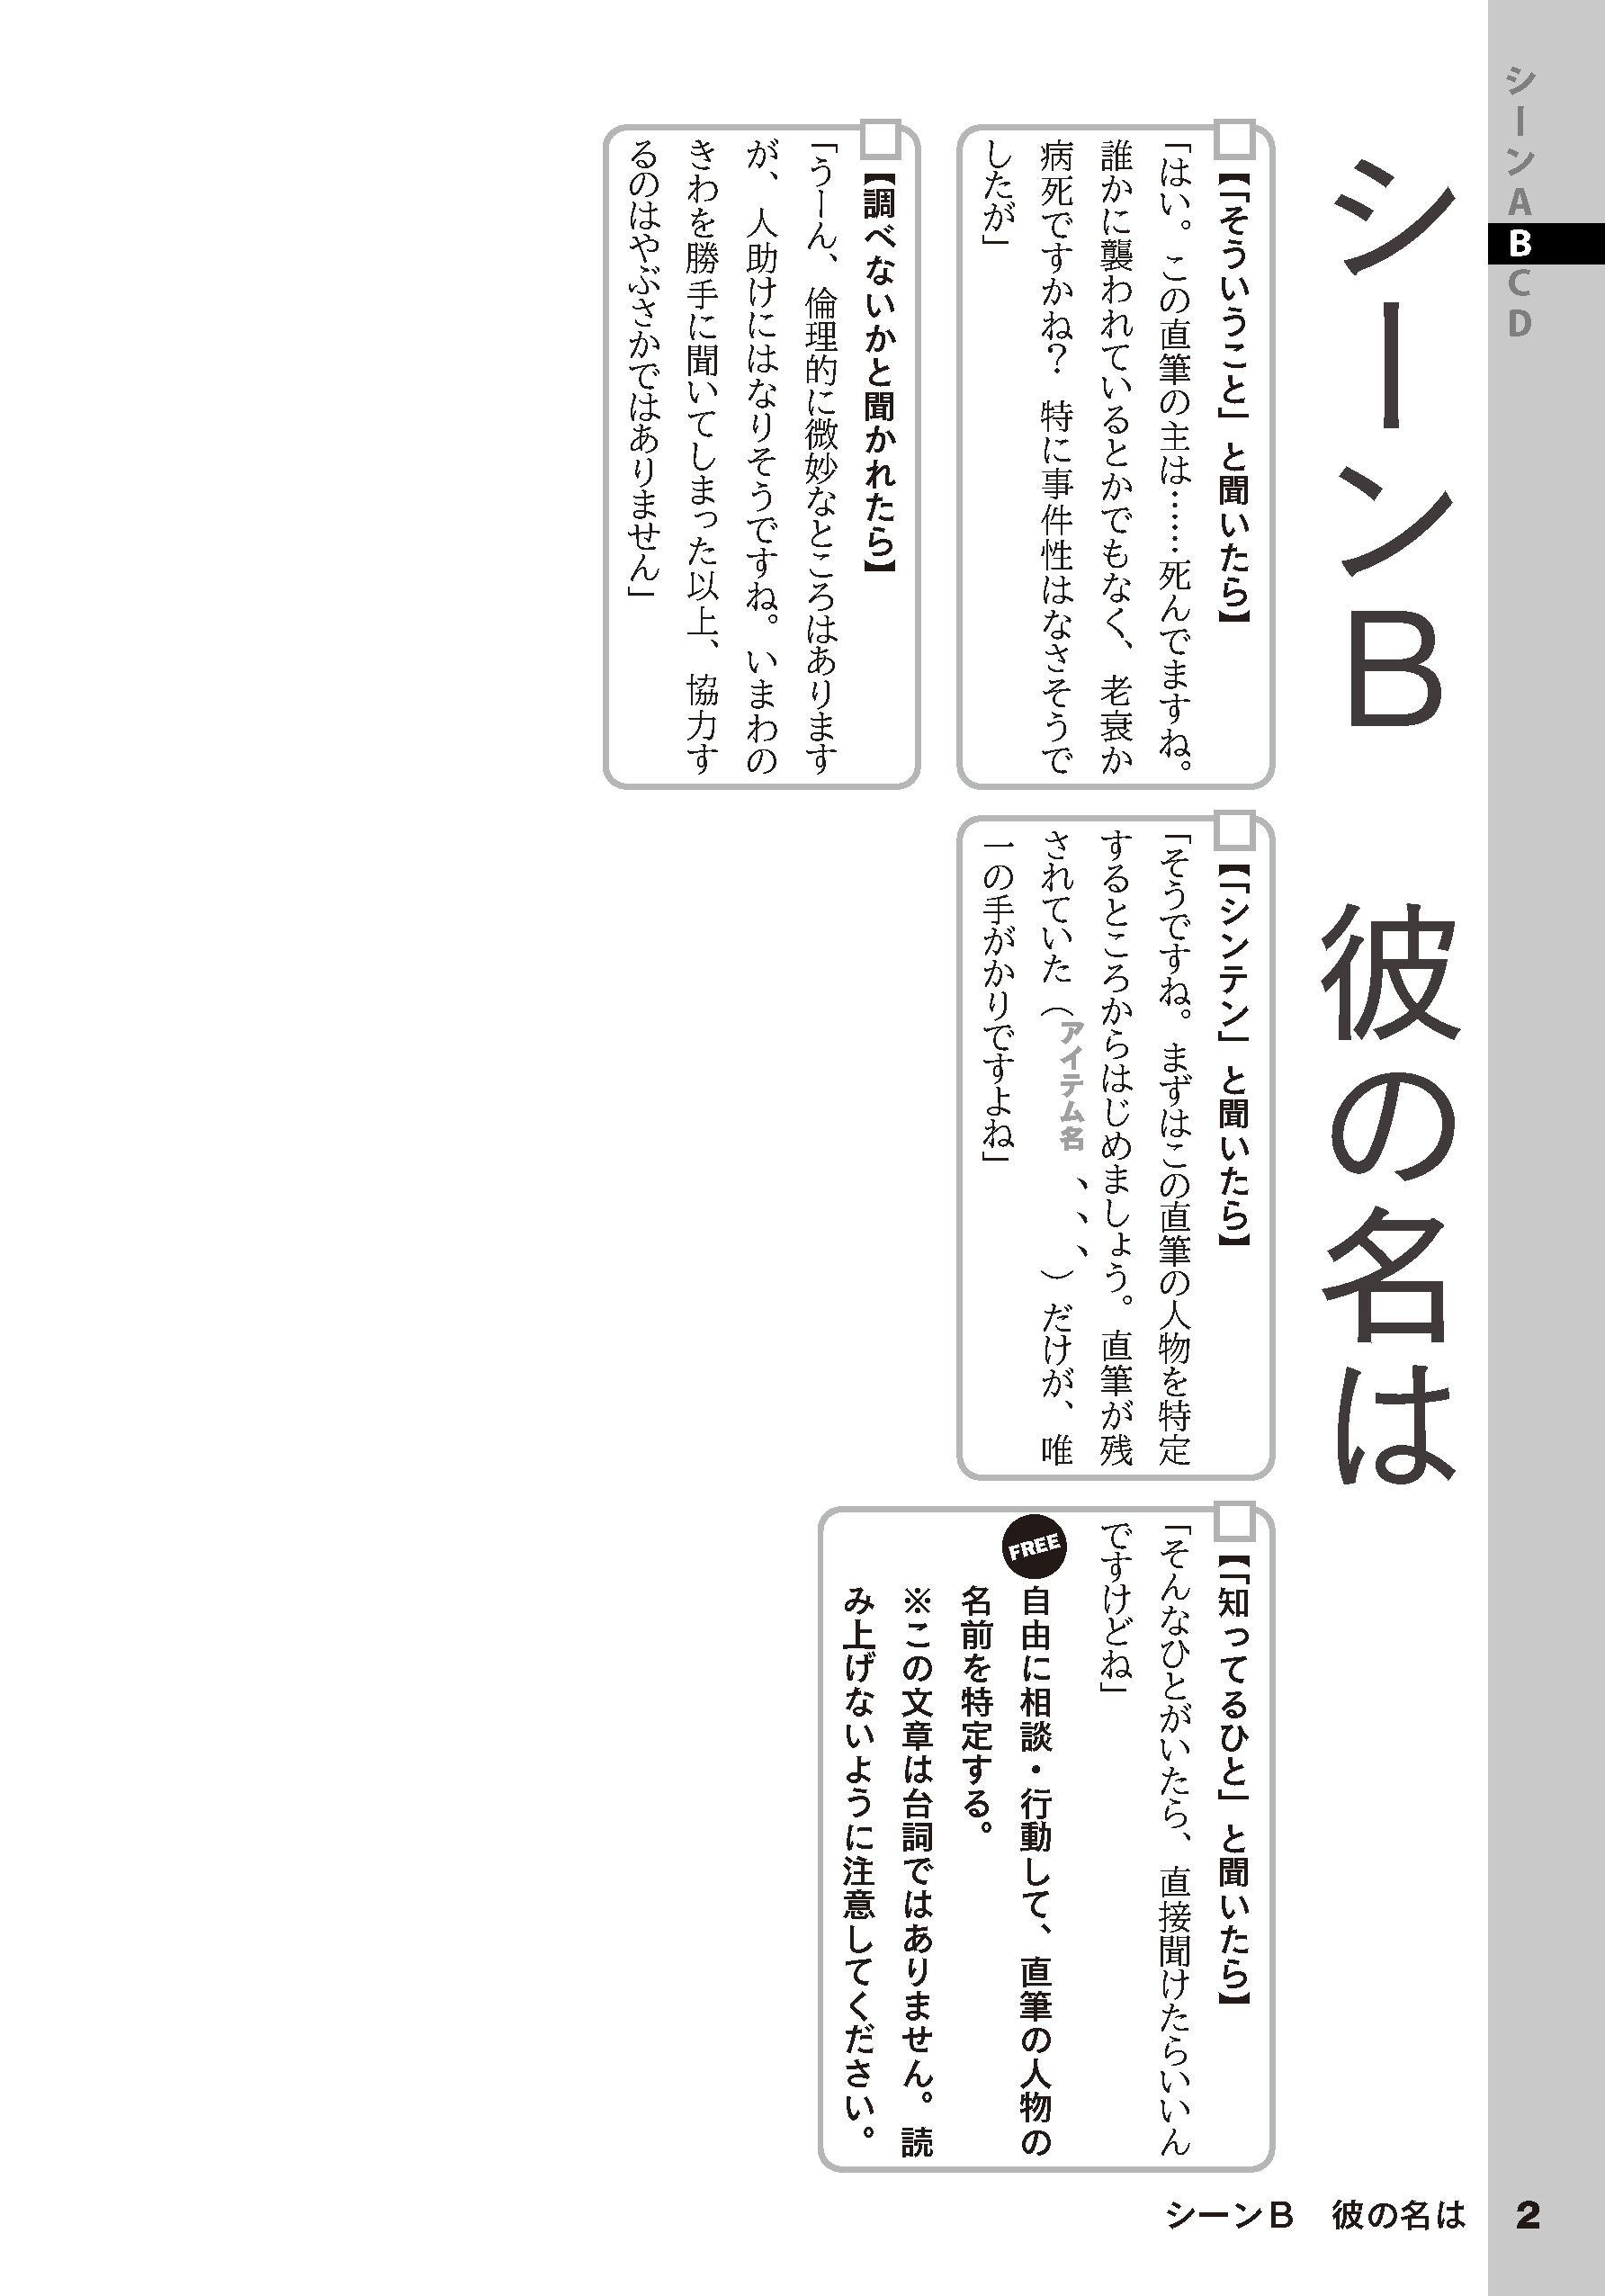 シーンA
B
C
D
シーンB　彼の名は
【「そういうこと」と聞いたら】
「はい。この直筆の主は……死んでますね。
誰かに襲われているとかでもなく、老衰か
病死ですかね？　特に事件性はなさそうで
したが」
【調べないかと聞かれたら】
「うーん、倫理的に微妙なところはあります
が、人助けにはなりそうですね。いまわの
きわを勝手に聞いてしまった以上、協力す
るのはやぶさかではありません」
【「シンテン」と聞いたら】
「そうですね。まずはこの直筆の人物を特定
するところからはじめましょう。直筆が残
されていた（アイテム名　、、、）だけが、唯
一の手がかりですよね」
【「知ってるひと」と聞いたら】
「そんなひとがいたら、直接聞けたらいいん
ですけどね」
FREE
自由に相談・行動して、直筆の人物の
名前を特定する。
※この文章は台詞ではありません。読
み上げないように注意してください。
シーンB　彼の名は　2